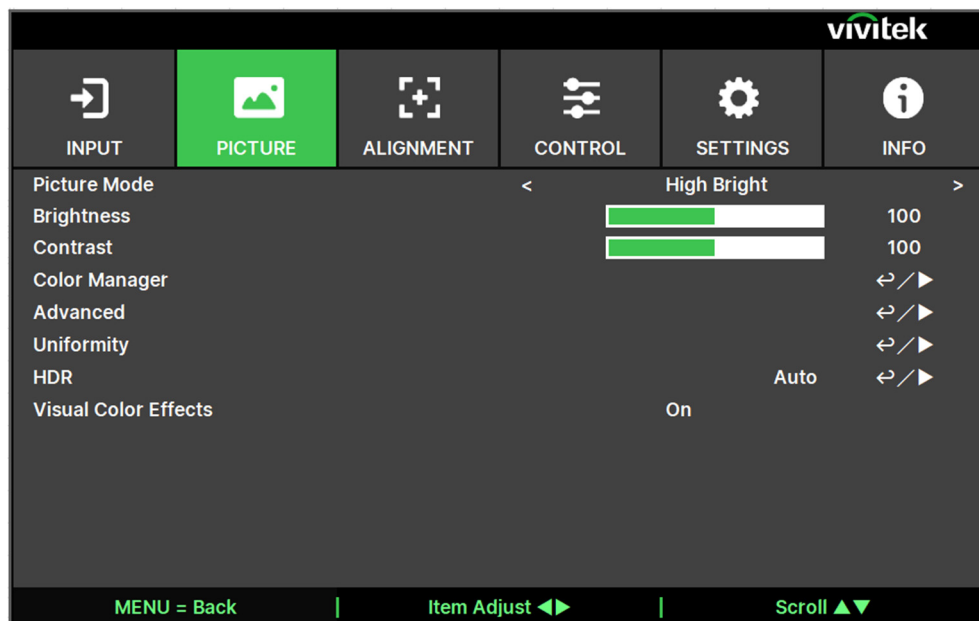 vivitek
INPUT PICTURE ALIGNMENT CONTROL SETTINGS INFO
Picture Mode < High Bright >
Brightness 100
Contrast 100
Color Manager ↩/▶
Advanced ↩/▶
Uniformity ↩/▶
HDR Auto ↩/▶
Visual Color Effects On
MENU = Back | Item Adjust ◀▶ | Scroll ▲▼